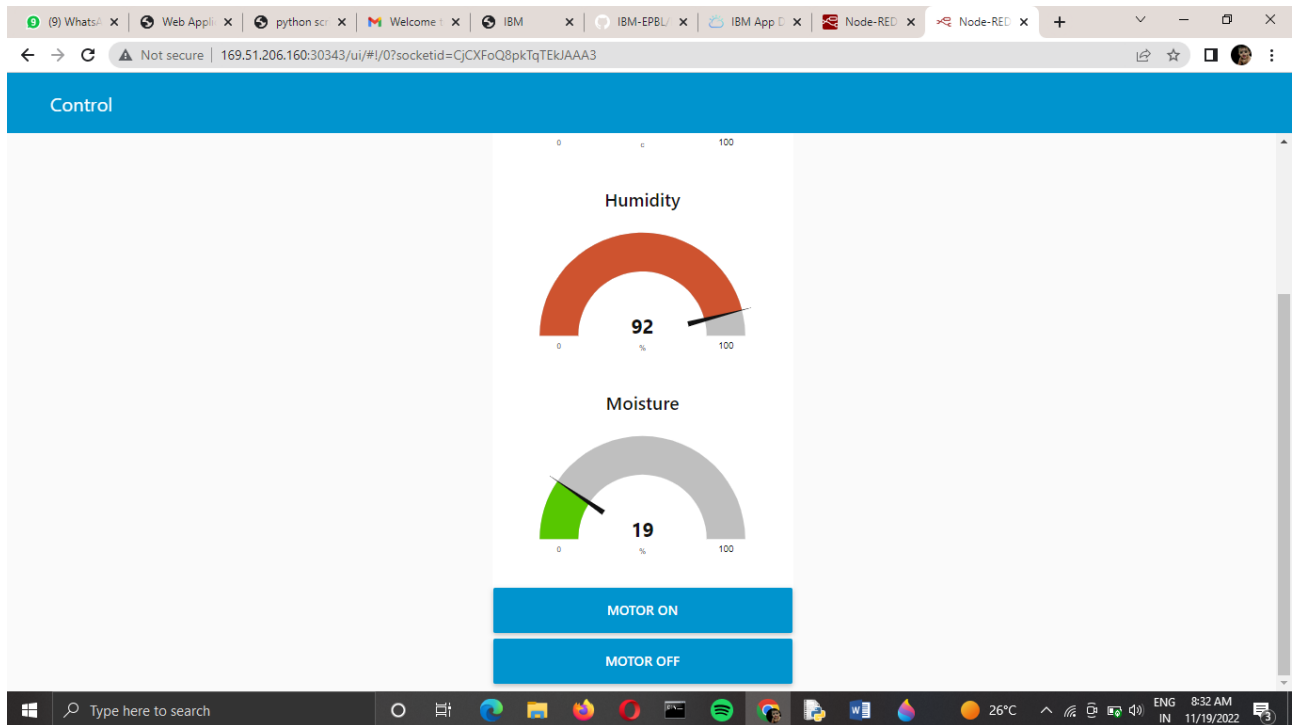 (9) WhatsA
Web Appli
python scr
Welcome t
IBM
IBM-EPBL/
IBM App D
Node-RED
Node-RED
Not secure
169.51.206.160:30343/ui/#!/0?socketid=CjCXFoQ8pkTqTEkJAAA3
Control
0 c 100
Humidity
92
0 % 100
Moisture
19
0 % 100
MOTOR ON
MOTOR OFF
Type here to search
26°C
ENG
IN
8:32 AM
11/19/2022
3